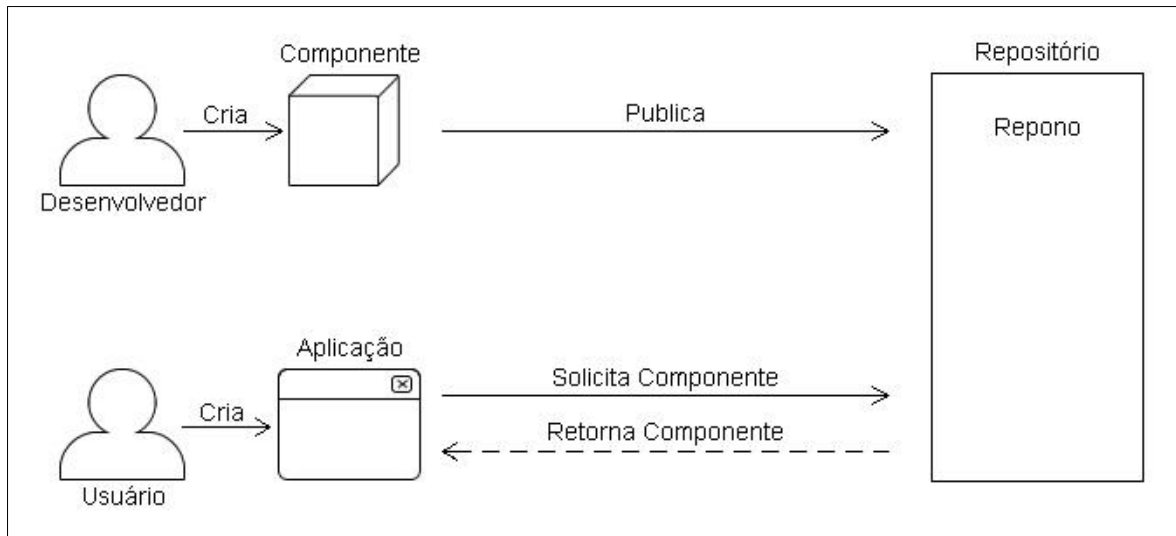 Componente
Repositório
Cria
Publica
Repono
Desenvolvedor
Aplicação
Solicita Componente
Cria
Retorna Componente
Usuário